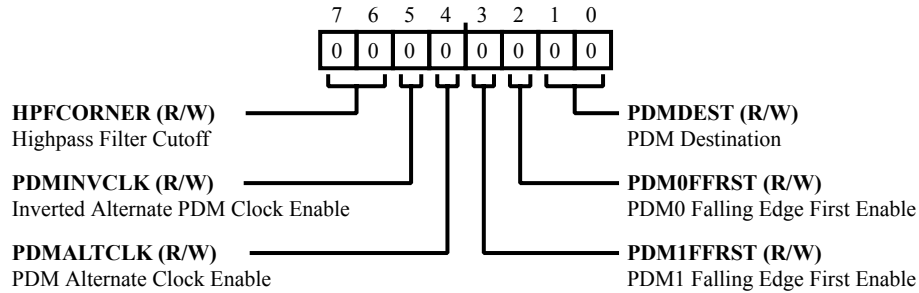 7 6 5 4 3 2 1 0
0 0 0 0 0 0 0 0
HPFCORNER (R/W)
Highpass Filter Cutoff
PDMINVCLK (R/W)
Inverted Alternate PDM Clock Enable
PDMALTCLK (R/W)
PDM Alternate Clock Enable
PDMDEST (R/W)
PDM Destination
PDM0FFRST (R/W)
PDM0 Falling Edge First Enable
PDM1FFRST (R/W)
PDM1 Falling Edge First Enable